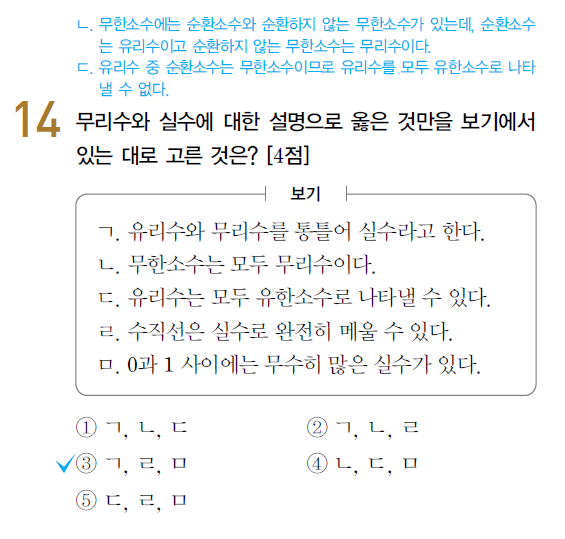 ㄴ. 무한소수에는 순환소수와 순환하지 않는 무한소수가 있는데, 순환소수
는 유리수이고 순환하지 않는 무한소수는 무리수이다.
ㄷ. 유리수 중 순환소수는 무한소수이므로 유리수를 모두 유한소수로 나타
낼 수 없다.
14 무리수와 실수에 대한 설명으로 옳은 것만을 보기에서
있는 대로 고른 것은? [4점]
보기
ㄱ. 유리수와 무리수를 통틀어 실수라고 한다.
ㄴ. 무한소수는 모두 무리수이다.
ㄷ. 유리수는 모두 유한소수로 나타낼 수 있다.
ㄹ. 수직선은 실수로 완전히 메울 수 있다.
ㅁ. 0과 1 사이에는 무수히 많은 실수가 있다.
① ㄱ, ㄴ, ㄷ ② ㄱ, ㄴ, ㄹ
③ ㄱ, ㄹ, ㅁ ④ ㄴ, ㄷ, ㅁ
⑤ ㄷ, ㄹ, ㅁ